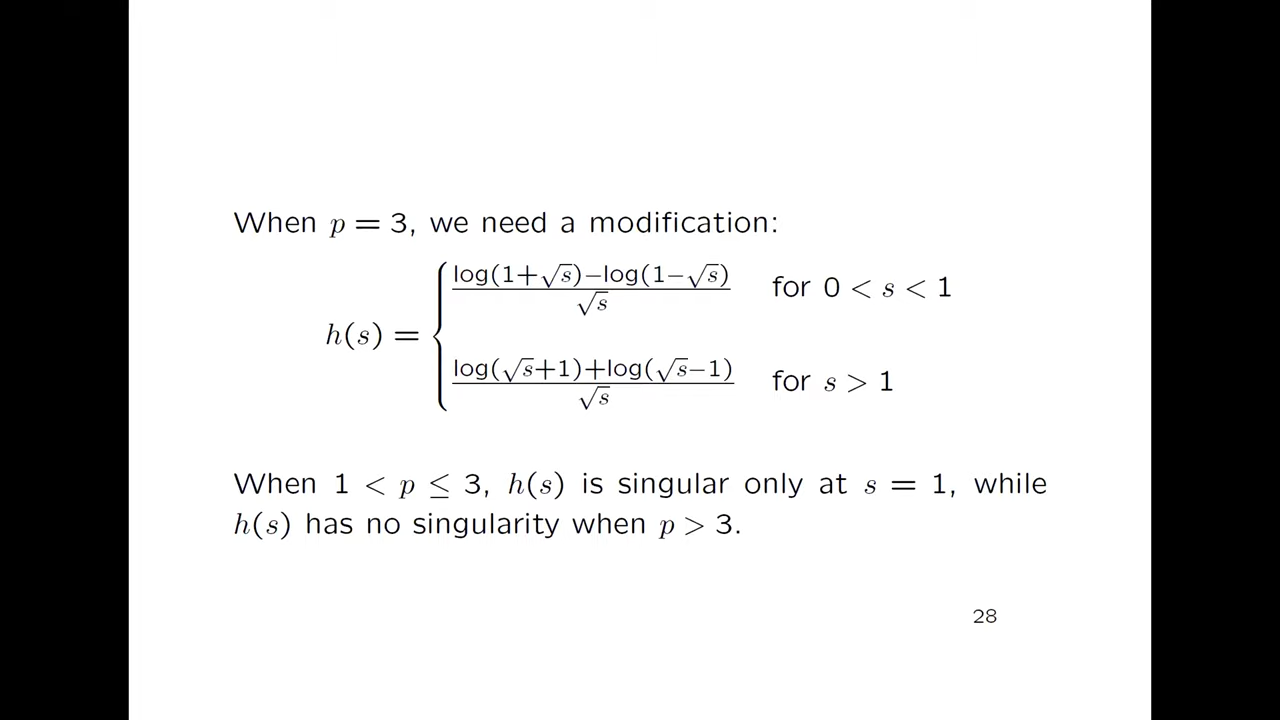 When p = 3, we need a modification:
h(s) = { (log(1+√s)−log(1−√s))/√s for 0 < s < 1
(log(√s+1)+log(√s−1))/√s for s > 1
When 1 < p ≤ 3, h(s) is singular only at s = 1, while
h(s) has no singularity when p > 3.
28